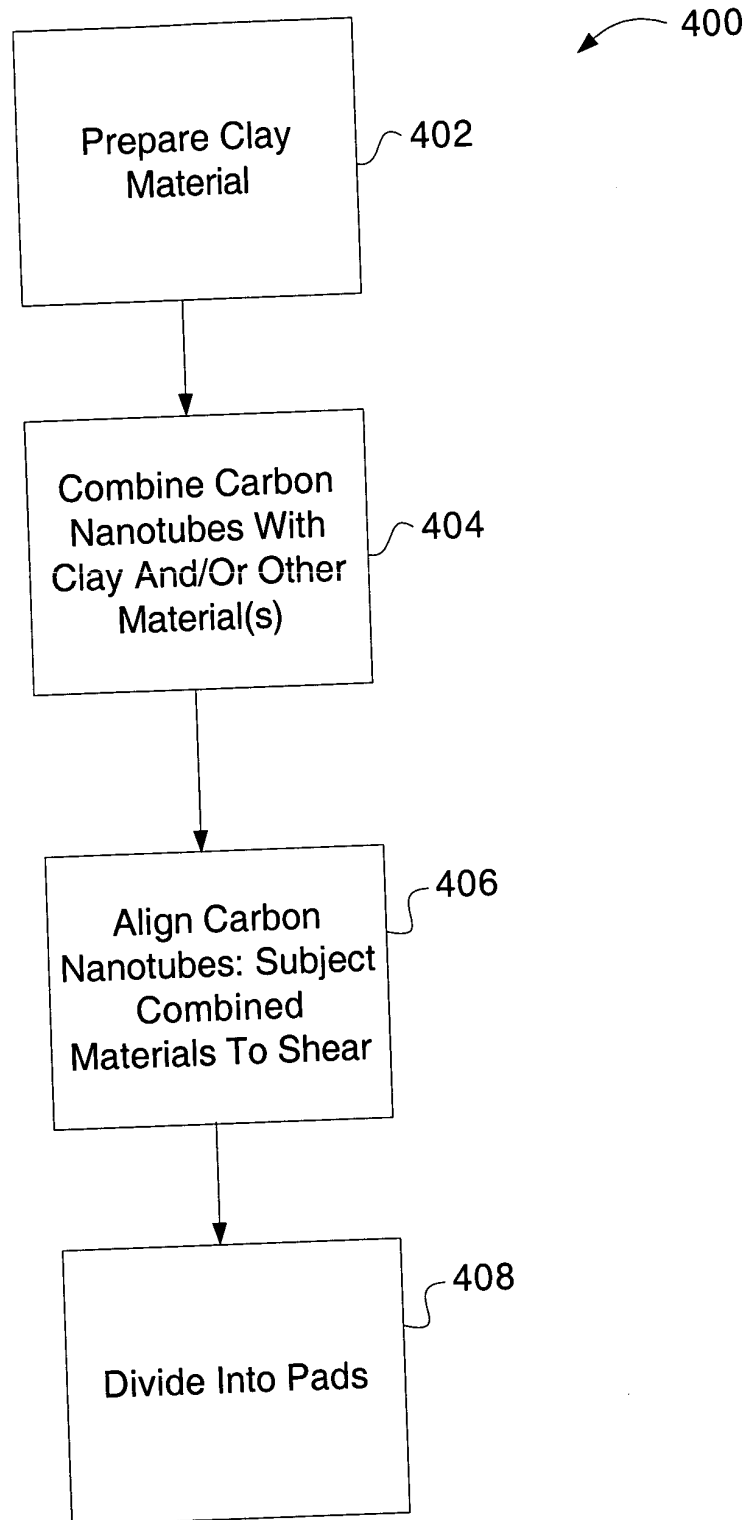 400
Prepare Clay
Material
402
Combine Carbon
Nanotubes With
Clay And/Or Other
Material(s)
404
Align Carbon
Nanotubes: Subject
Combined
Materials To Shear
406
Divide Into Pads
408